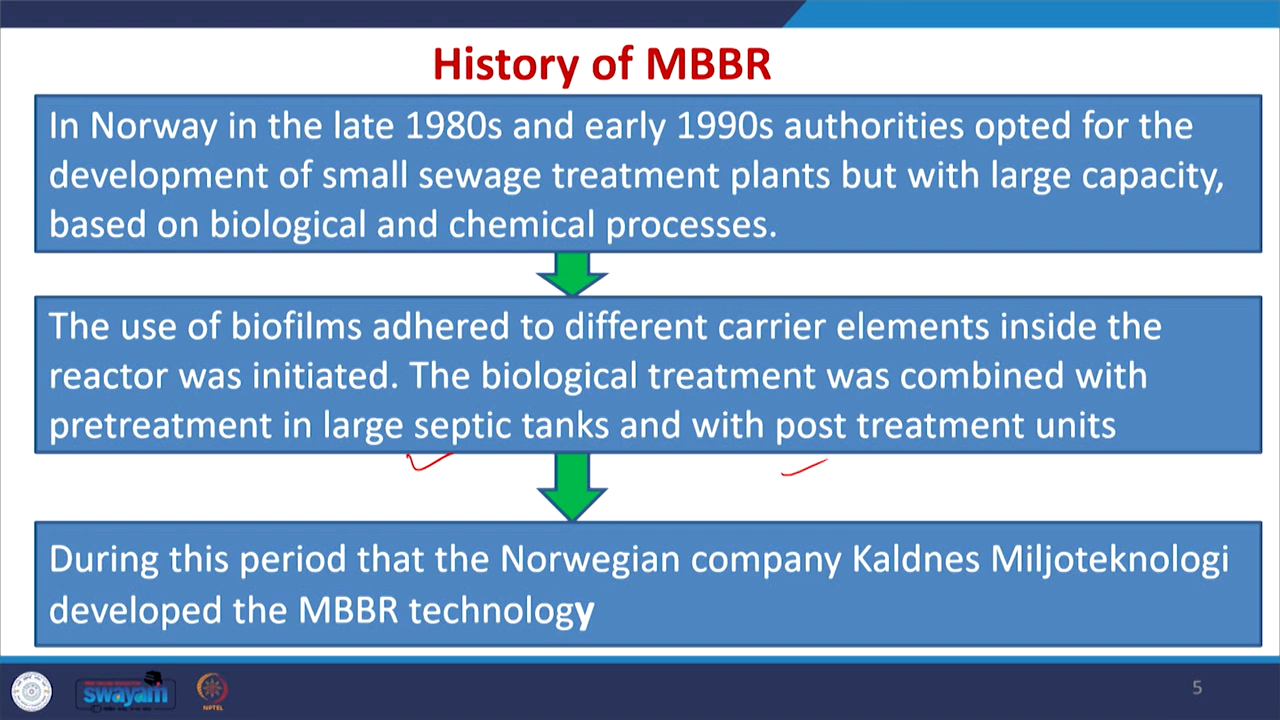 History of MBBR
In Norway in the late 1980s and early 1990s authorities opted for the
development of small sewage treatment plants but with large capacity,
based on biological and chemical processes.
The use of biofilms adhered to different carrier elements inside the
reactor was initiated. The biological treatment was combined with
pretreatment in large septic tanks and with post treatment units
During this period that the Norwegian company Kaldnes Miljoteknologi
developed the MBBR technology
swayam
NPTEL
5